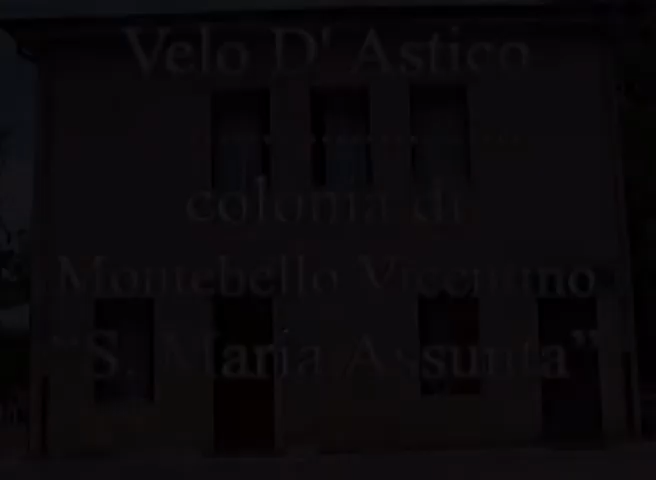 Velo D' Astico
colonia di
Montebello Vicentino
"S. Maria Assunta"